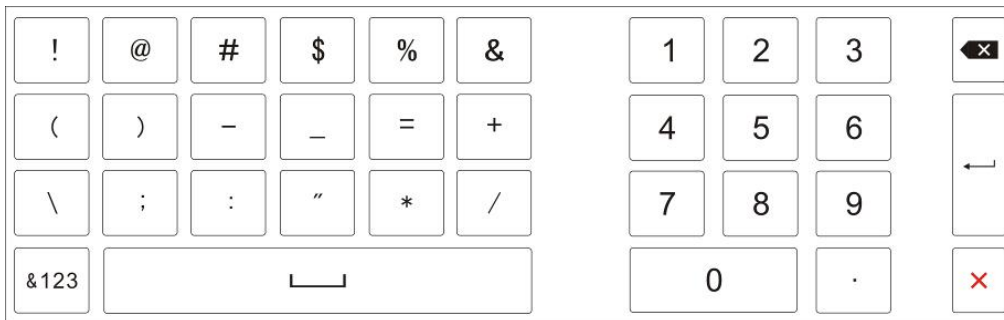 ! @ # $ % & 1 2 3
( ) – _ = + 4 5 6
\ ; : ″ * / 7 8 9
&123 0 .